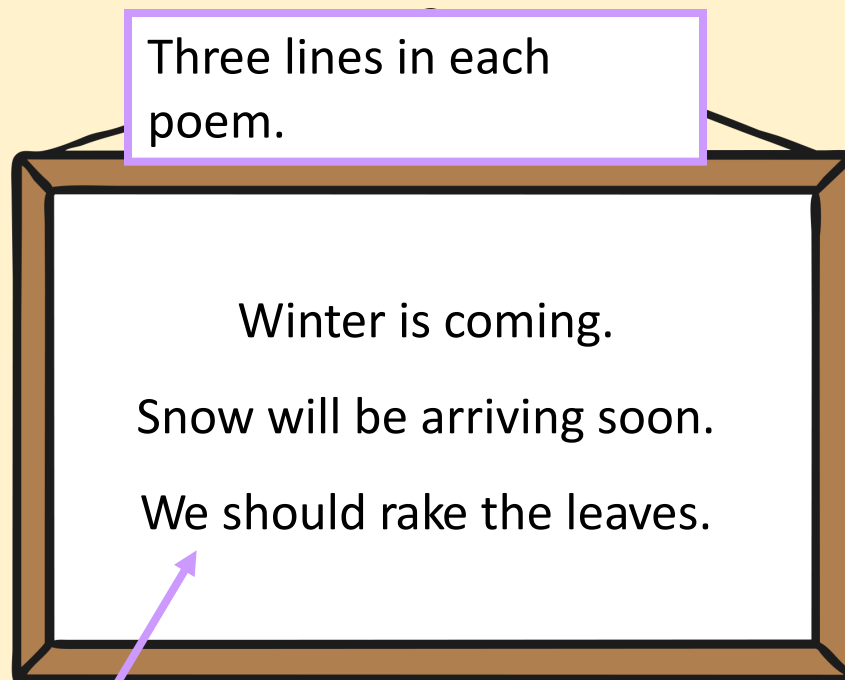 Three lines in each
poem.
Winter is coming.
Snow will be arriving soon.
We should rake the leaves.